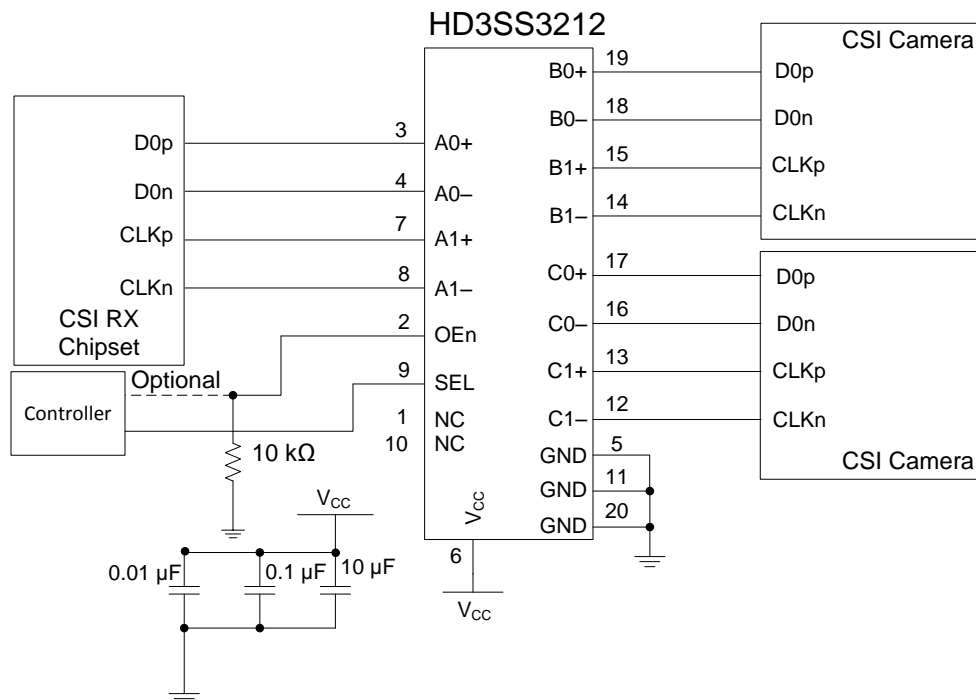 HD3SS3212
CSI RX
Chipset
D0p
D0n
CLKp
CLKn
3
4
7
8
2
9
1
10
A0+
A0–
A1+
A1–
OEn
SEL
NC
NC
B0+
B0–
B1+
B1–
C0+
C0–
C1+
C1–
GND
GND
GND
19
18
15
14
17
16
13
12
5
11
20
CSI Camera
D0p
D0n
CLKp
CLKn
D0p
D0n
CLKp
CLKn
CSI Camera
Controller
Optional
10 kΩ
VCC
0.01 µF
0.1 µF
10 µF
VCC
6
VCC